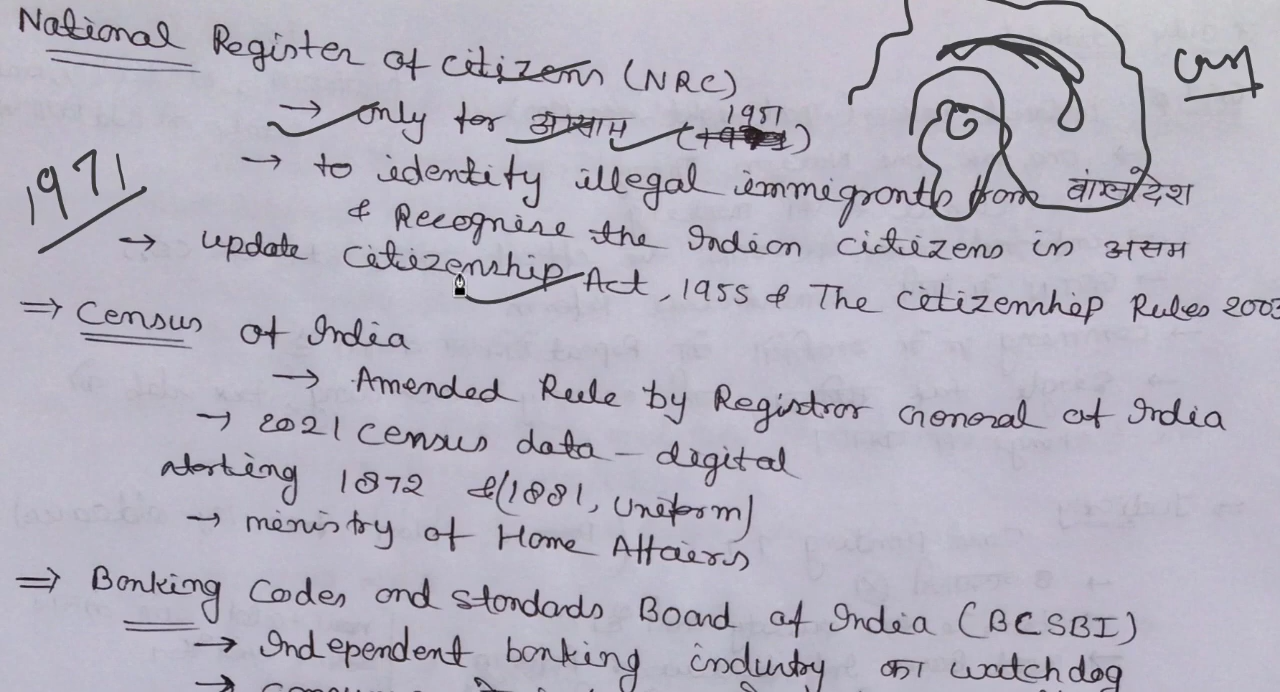 National Register of citizens (NRC)
→ only for असाम (1951)
→ to identity illegal immigrants from बांग्लादेश
& Recognise the Indian citizens in असम
1971
→ update citizenship Act, 1955 & The citizenship Rules 2003
⇒ Census of India
→ Amended Rule by Registrar General of India
→ 2021 census data – digital
starting 1872 & (1881, uniform)
→ ministry of Home Affairs
⇒ Banking Codes and standards Board of India (BCSBI)
→ Independent banking industry का watchdog